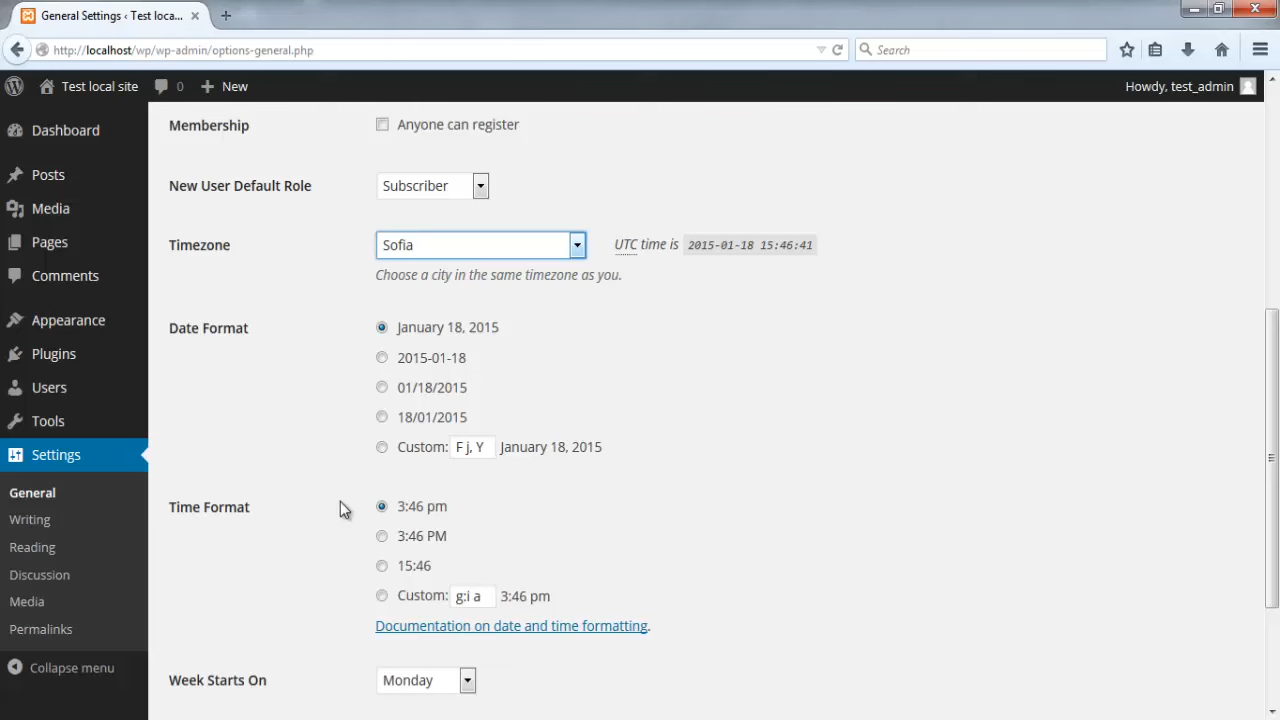 General Settings ‹ Test loca...
http://localhost/wp/wp-admin/options-general.php
Search
Test local site
0
New
Howdy, test_admin
Dashboard
Posts
Media
Pages
Comments
Appearance
Plugins
Users
Tools
Settings
General
Writing
Reading
Discussion
Media
Permalinks
Collapse menu
Membership
Anyone can register
New User Default Role
Subscriber
Timezone
Sofia
UTC time is 2015-01-18 15:46:41
Choose a city in the same timezone as you.
Date Format
January 18, 2015
2015-01-18
01/18/2015
18/01/2015
Custom: F j, Y January 18, 2015
Time Format
3:46 pm
3:46 PM
15:46
Custom: g:i a 3:46 pm
Documentation on date and time formatting.
Week Starts On
Monday